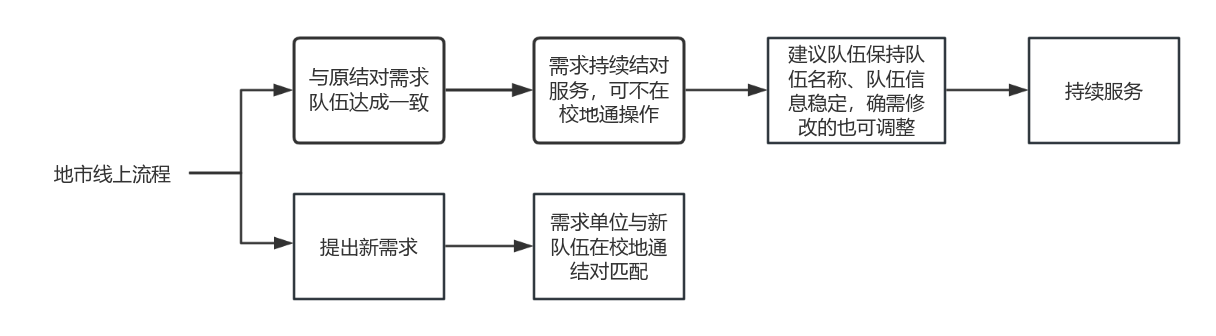 地市线上流程
与原结对需求
队伍达成一致
需求持续结对
服务，可不在
校地通操作
建议队伍保持队
伍名称、队伍信
息稳定，确需修
改的也可调整
持续服务
提出新需求
需求单位与新
队伍在校地通
结对匹配